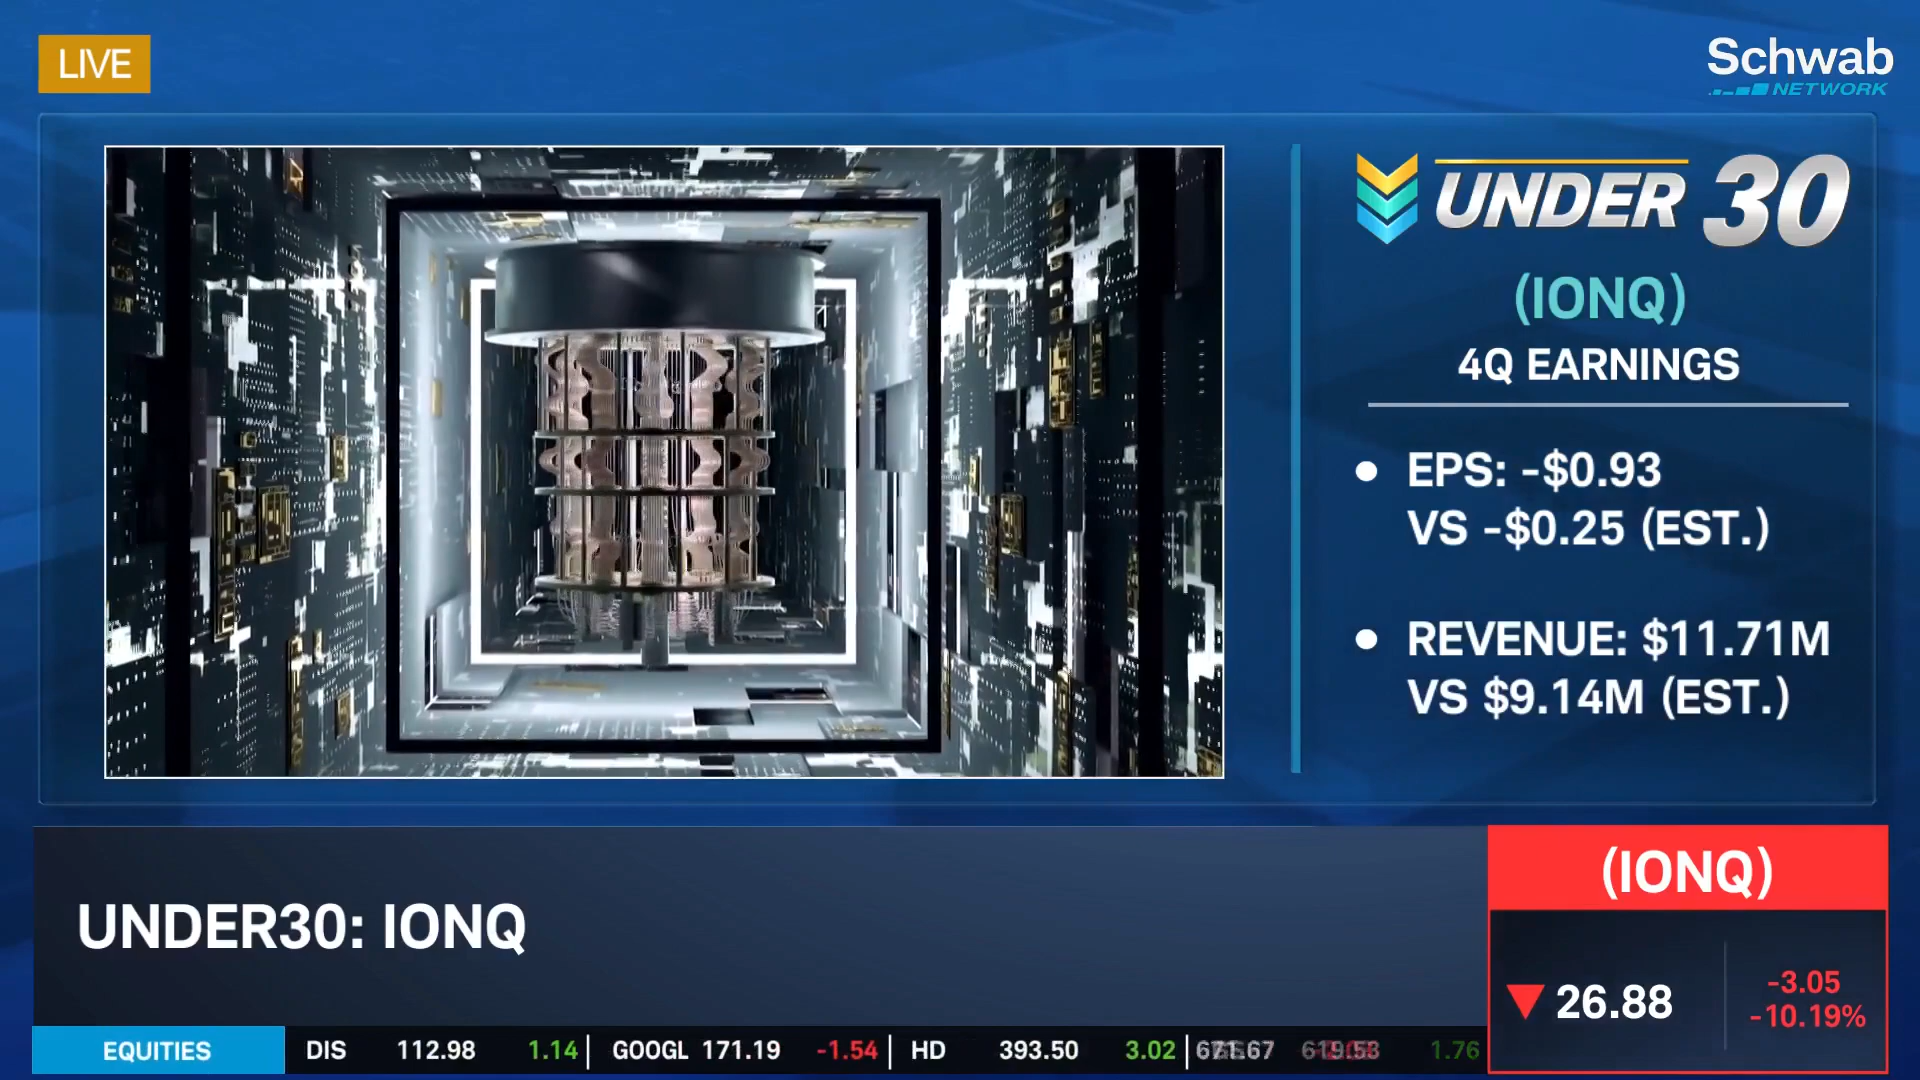 LIVE
Schwab
NETWORK
UNDER 30
(IONQ)
4Q EARNINGS
• EPS: -$0.93
VS -$0.25 (EST.)
• REVENUE: $11.71M
VS $9.14M (EST.)
UNDER30: IONQ
(IONQ)
▼ 26.88
-3.05
-10.19%
EQUITIES
DIS 112.98 1.14
GOOGL 171.19 -1.54
HD 393.50 3.02
1.76